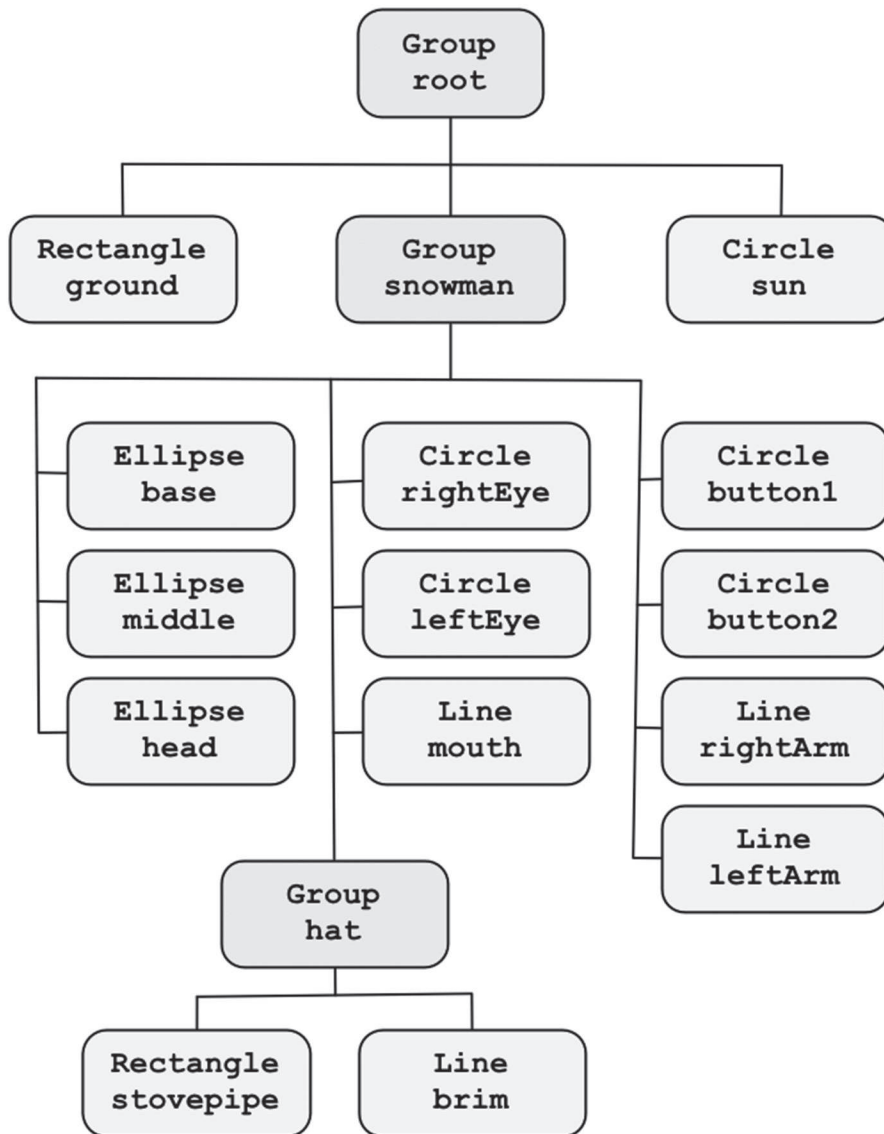 Group
root
Rectangle
ground
Group
snowman
Circle
sun
Ellipse
base
Circle
rightEye
Circle
button1
Ellipse
middle
Circle
leftEye
Circle
button2
Ellipse
head
Line
mouth
Line
rightArm
Line
leftArm
Group
hat
Rectangle
stovepipe
Line
brim